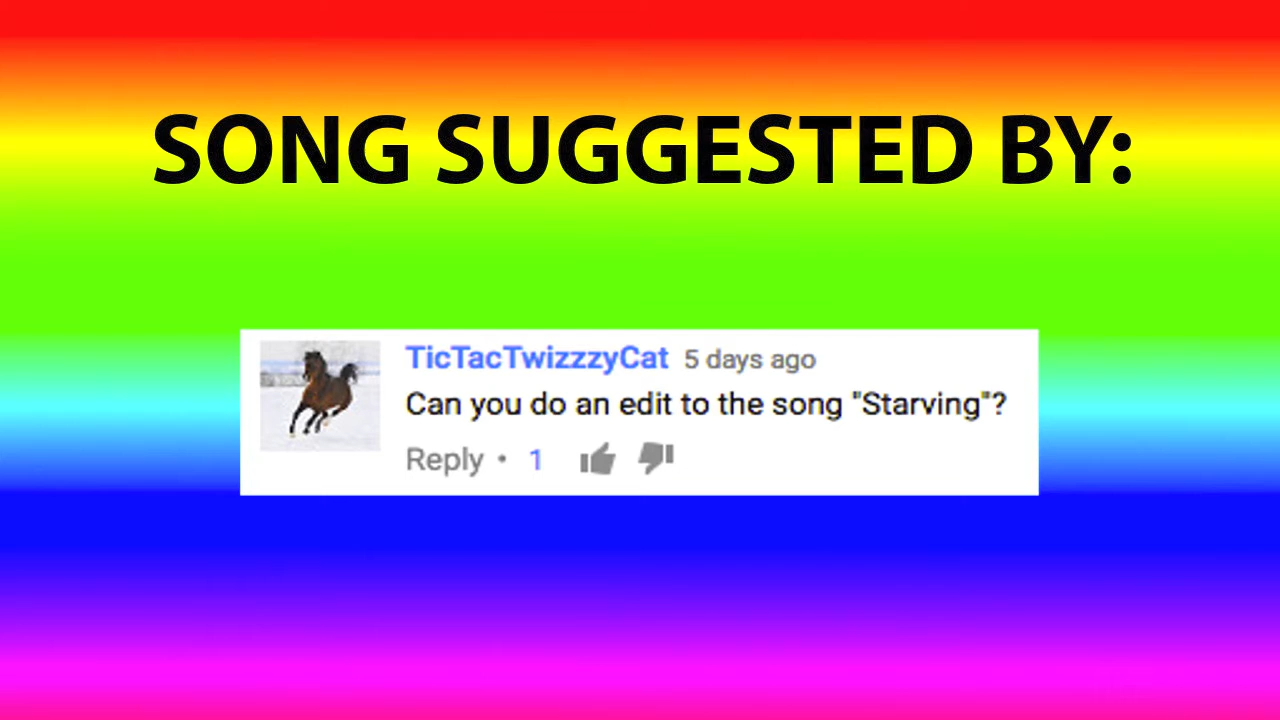 SONG SUGGESTED BY:
TicTacTwizzzyCat 5 days ago
Can you do an edit to the song "Starving"?
Reply • 1